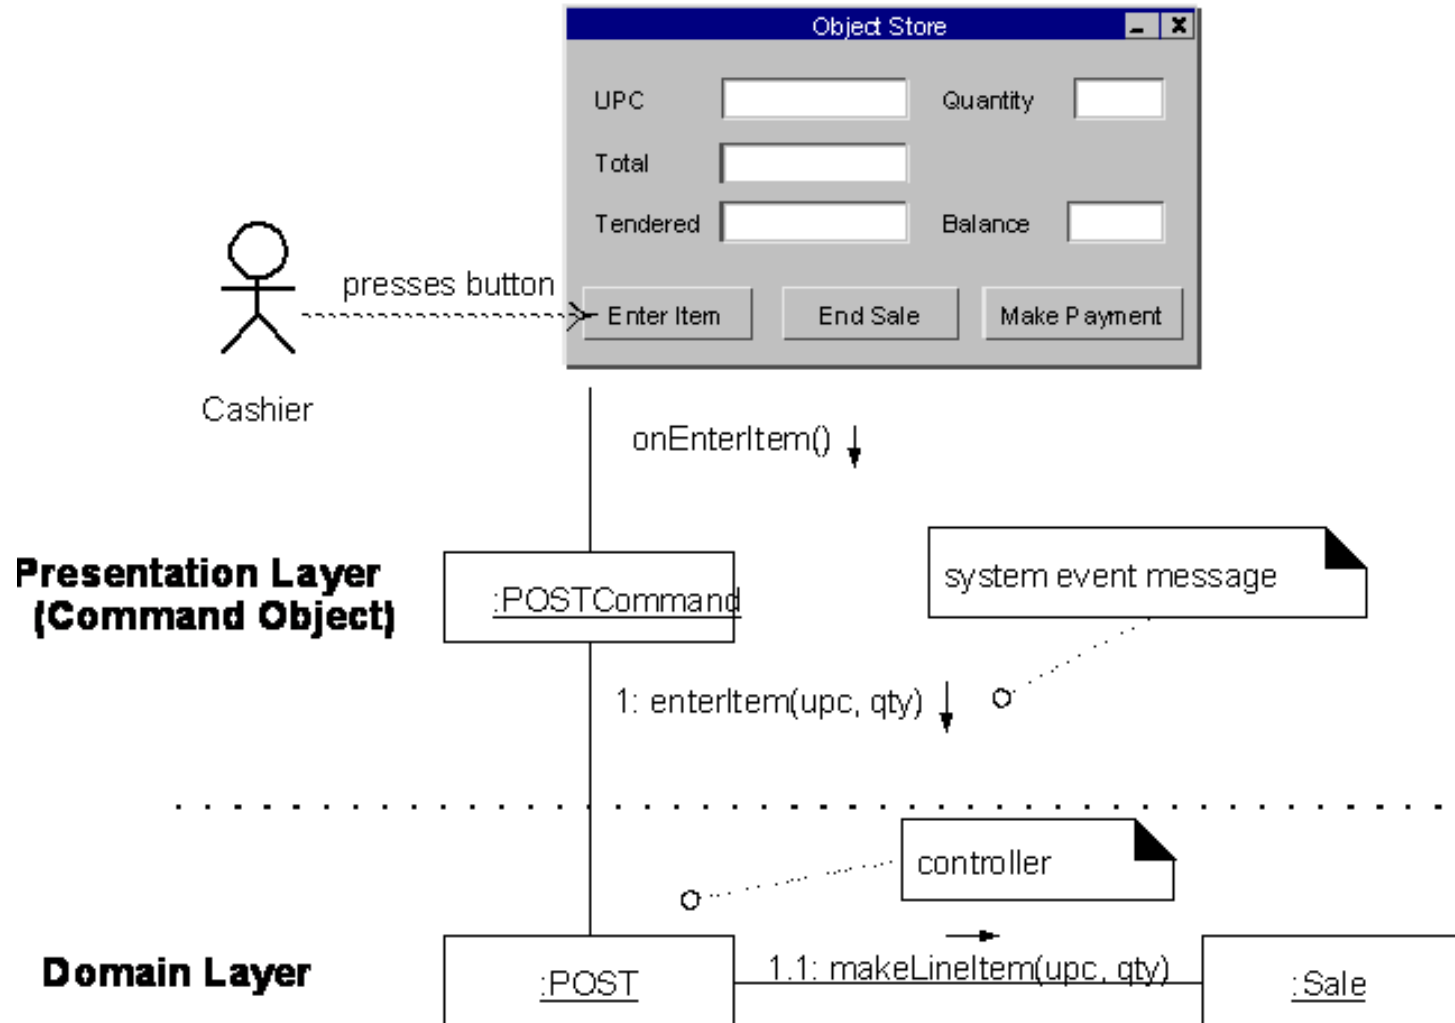 Object Store
UPC
Quantity
Total
Tendered
Balance
presses button
Enter Item
End Sale
Make Payment
Cashier
onEnterItem()
Presentation Layer
(Command Object)
:POSTCommand
system event message
1: enterItem(upc, qty)
controller
Domain Layer
:POST
1.1: makeLineItem(upc, qty)
:Sale